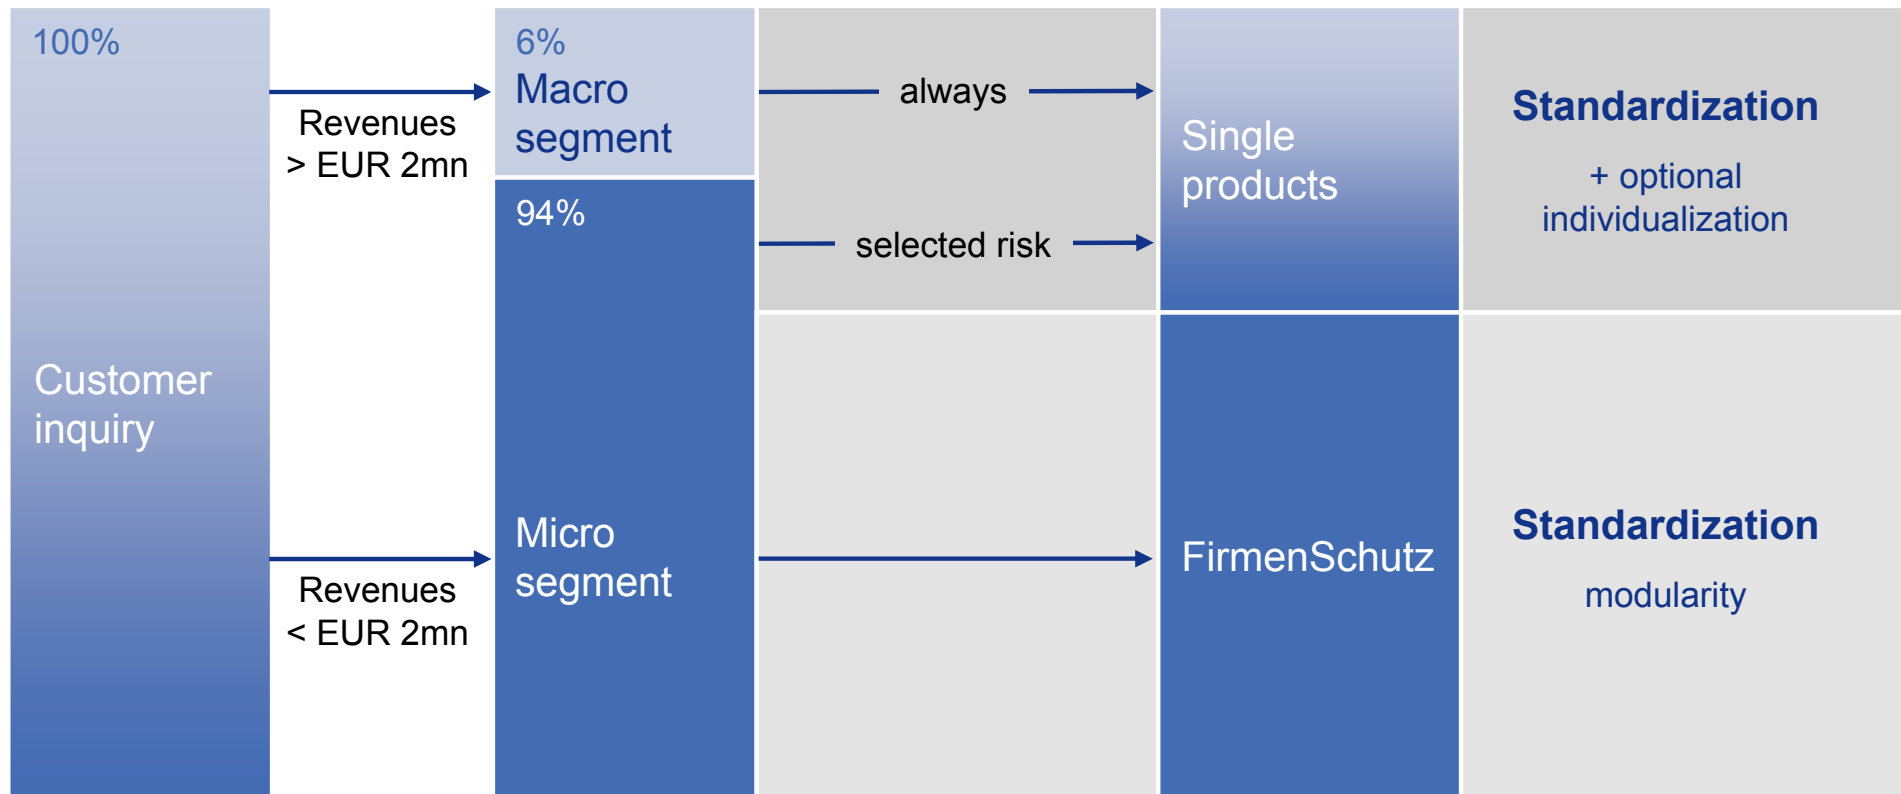 100%
Customer
inquiry
Revenues
> EUR 2mn
Revenues
< EUR 2mn
6%
Macro
segment
94%
Micro
segment
always
selected risk
Single
products
FirmenSchutz
Standardization
+ optional
individualization
Standardization
modularity